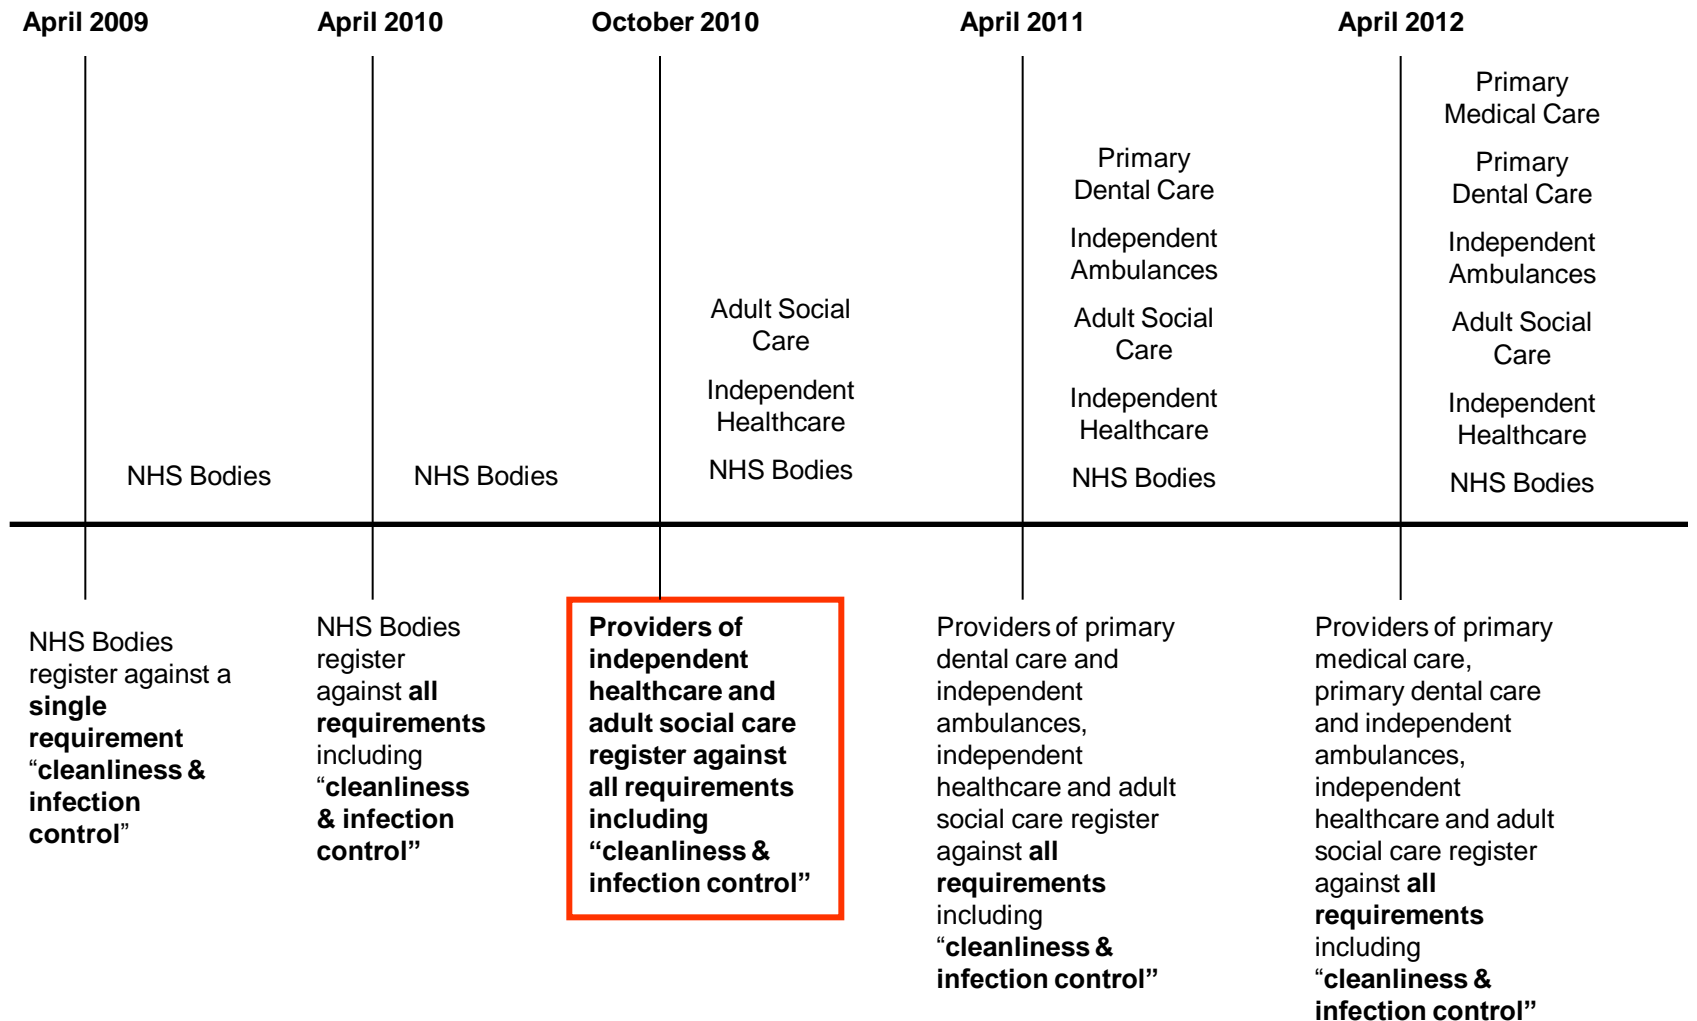 April 2009
April 2010
October 2010
April 2011
April 2012
NHS Bodies
NHS Bodies
Adult Social
Care
Independent
Healthcare
NHS Bodies
Primary
Dental Care
Independent
Ambulances
Adult Social
Care
Independent
Healthcare
NHS Bodies
Primary
Medical Care
Primary
Dental Care
Independent
Ambulances
Adult Social
Care
Independent
Healthcare
NHS Bodies
NHS Bodies
register against a
single
requirement
“cleanliness &
infection
control”
NHS Bodies
register
against all
requirements
including
“cleanliness
& infection
control”
Providers of
independent
healthcare and
adult social care
register against
all requirements
including
“cleanliness &
infection control”
Providers of primary
dental care and
independent
ambulances,
independent
healthcare and adult
social care register
against all
requirements
including
“cleanliness &
infection control”
Providers of primary
medical care,
primary dental care
and independent
ambulances,
independent
healthcare and adult
social care register
against all
requirements
including
“cleanliness &
infection control”